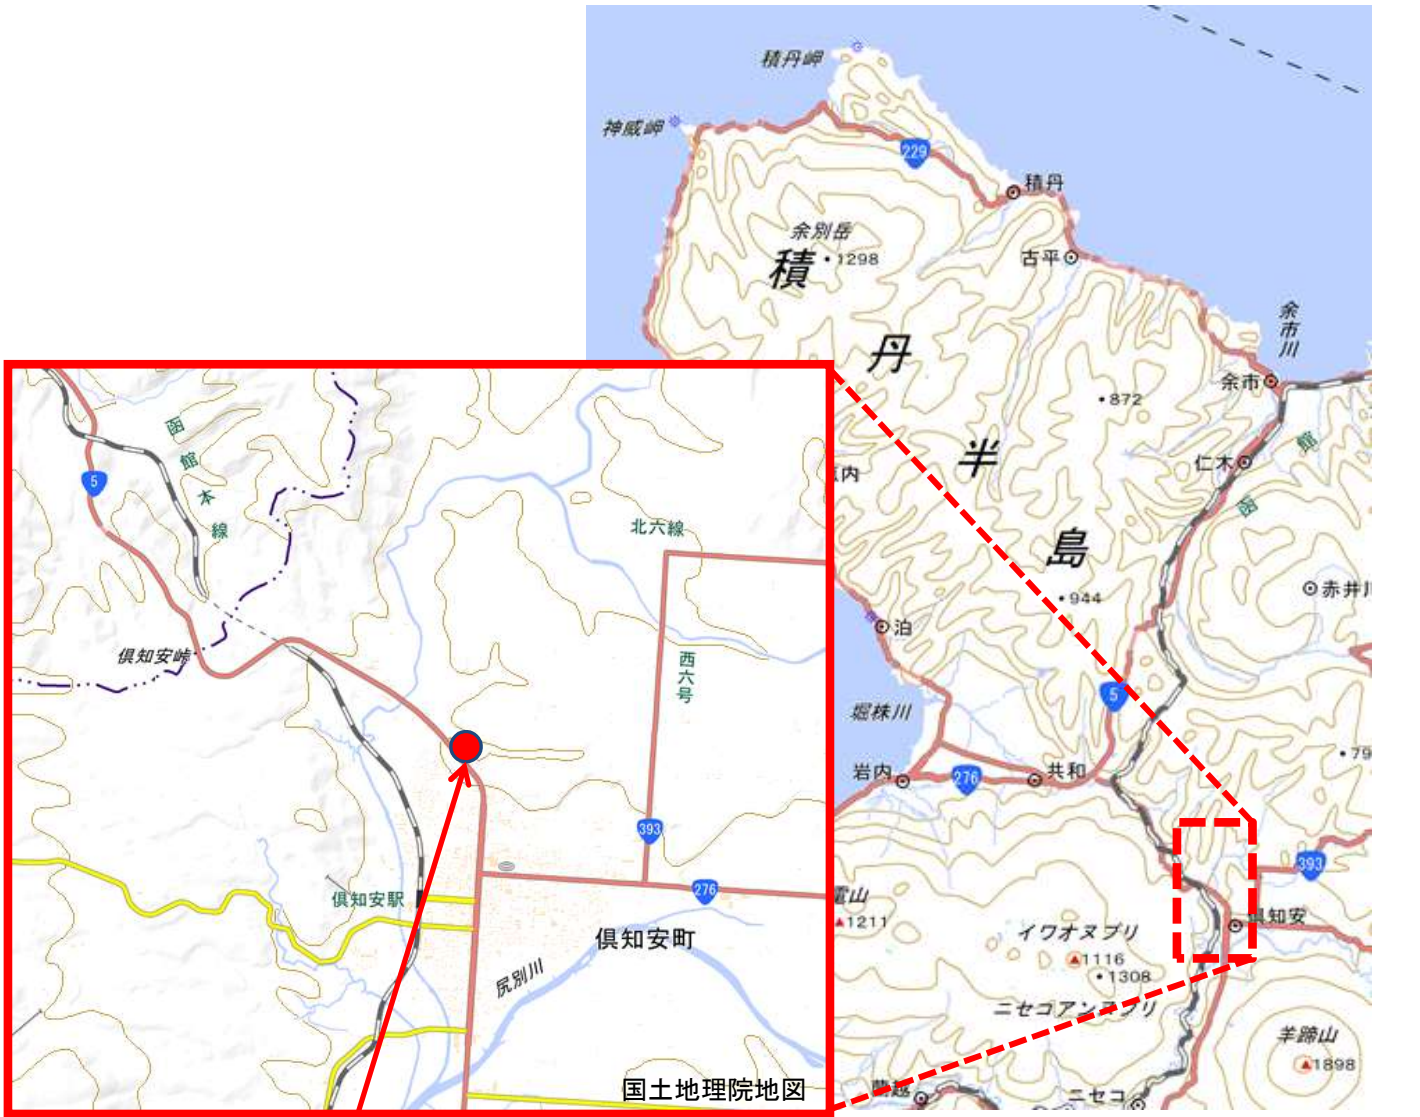 積丹岬
神威岬
229
積丹
余別岳
1298
積
丹
半
島
古平
余市川
余市
872
仁木
函
館
内
944
赤井川
泊
5
堀株川
岩内
276
共和
79
393
倶知安
1211
イワオヌプリ
1116
1308
ニセコアンヌプリ
羊蹄山
1898
ニセコ
函館本線
5
北六線
西六号
倶知安峠
393
276
倶知安駅
倶知安町
尻別川
国土地理院地図